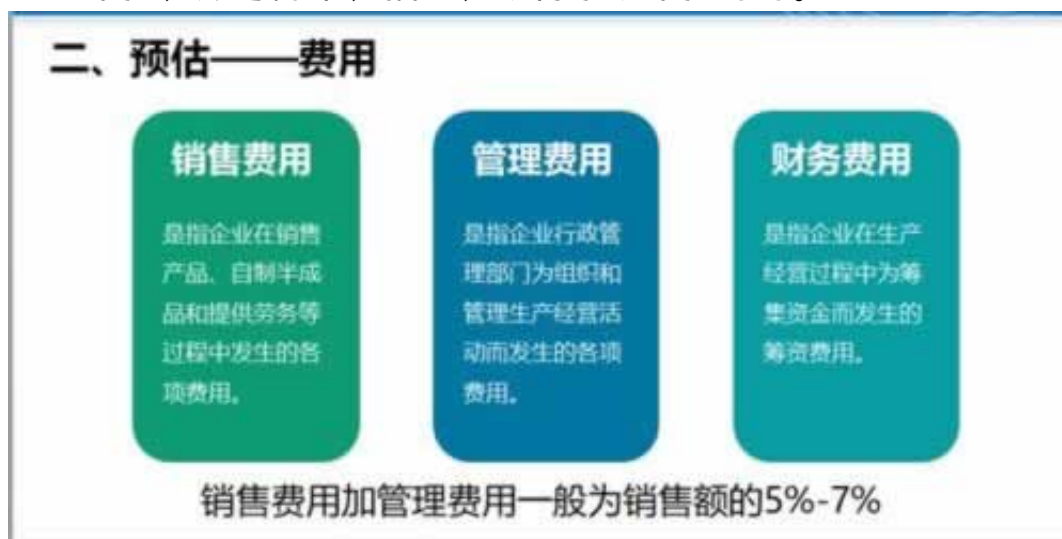 二、预估——费用
销售费用
是指企业在销售
产品、自制半成
品和提供劳务等
过程中发生的各
项费用。
管理费用
是指企业行政管
理部门为组织和
管理生产经营活
动而发生的各项
费用。
财务费用
是指企业在生产
经营过程中为筹
集资金而发生的
筹资费用。
销售费用加管理费用一般为销售额的5%-7%